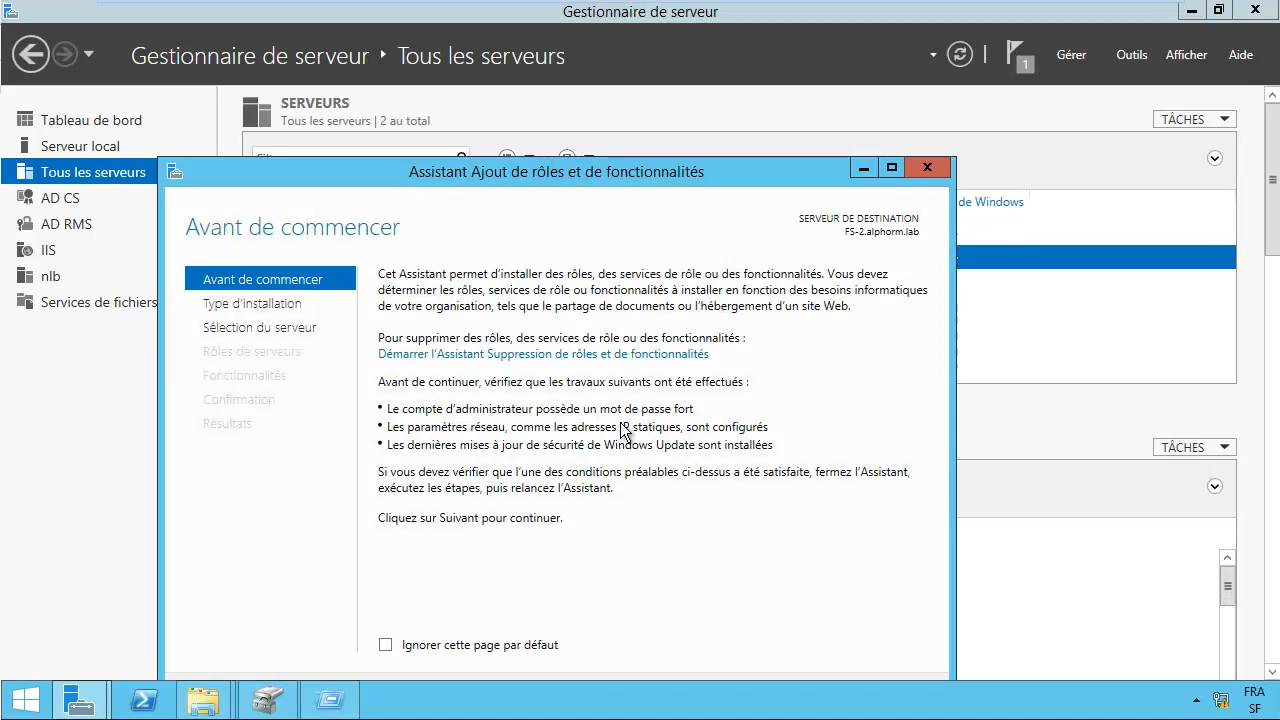 Gestionnaire de serveur
Gestionnaire de serveur ‣ Tous les serveurs
1
Gérer
Outils
Afficher
Aide
Tableau de bord
Serveur local
Tous les serveurs
AD CS
AD RMS
IIS
nlb
Services de fichiers
SERVEURS
Tous les serveurs | 2 au total
TÂCHES
de Windows
Assistant Ajout de rôles et de fonctionnalités
Avant de commencer
SERVEUR DE DESTINATION
FS-2.alphorm.lab
Avant de commencer
Type d'installation
Sélection du serveur
Rôles de serveurs
Fonctionnalités
Confirmation
Résultats
Cet Assistant permet d'installer des rôles, des services de rôle ou des fonctionnalités. Vous devez
déterminer les rôles, services de rôle ou fonctionnalités à installer en fonction des besoins informatiques
de votre organisation, tels que le partage de documents ou l'hébergement d'un site Web.
Pour supprimer des rôles, des services de rôle ou des fonctionnalités :
Démarrer l'Assistant Suppression de rôles et de fonctionnalités
Avant de continuer, vérifiez que les travaux suivants ont été effectués :
• Le compte d'administrateur possède un mot de passe fort
• Les paramètres réseau, comme les adresses IP statiques, sont configurés
• Les dernières mises à jour de sécurité de Windows Update sont installées
Si vous devez vérifier que l'une des conditions préalables ci-dessus a été satisfaite, fermez l'Assistant,
exécutez les étapes, puis relancez l'Assistant.
Cliquez sur Suivant pour continuer.
Ignorer cette page par défaut
TÂCHES
FRA
SF